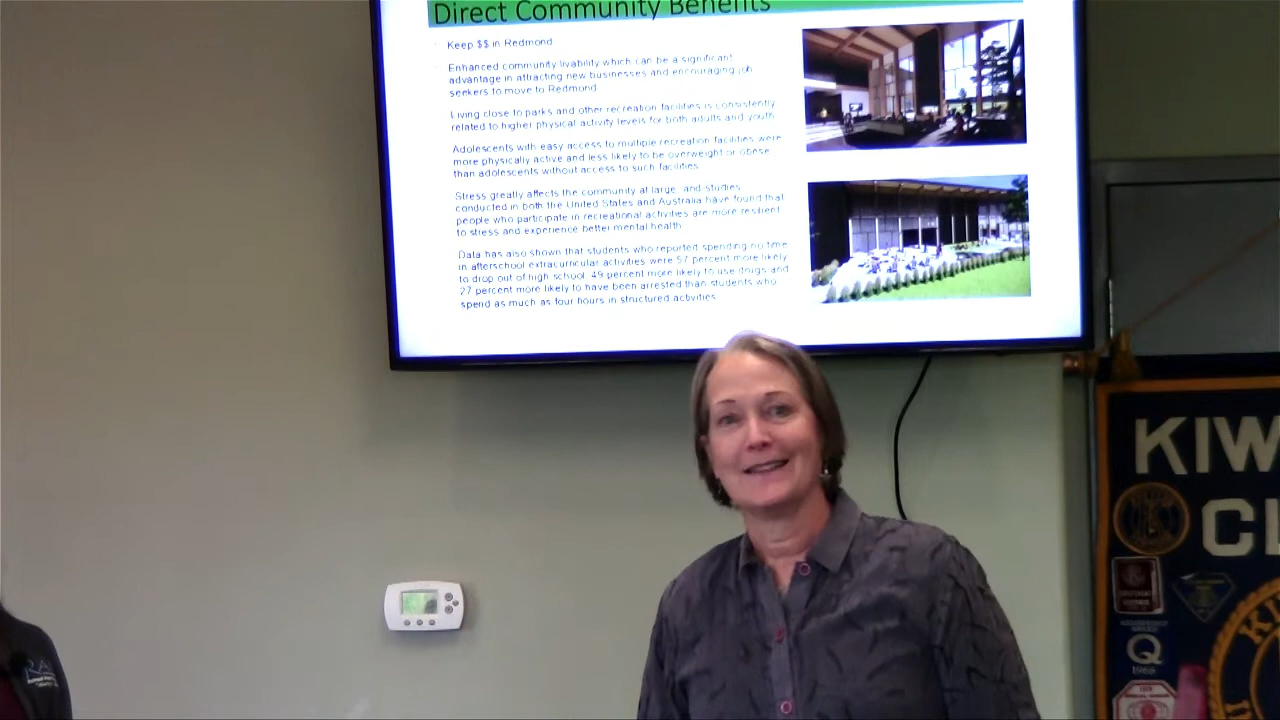 Direct Community Benefits
Keep $$ in Redmond
Enhanced community livability which can be a significant
advantage in attracting new businesses and encouraging job
seekers to move to Redmond
Living close to parks and other recreation facilities is consistently
related to higher physical activity levels for both adults and youth
Adolescents with easy access to multiple recreation facilities were
more physically active and less likely to be overweight or obese
than adolescents without access to such facilities
Stress greatly affects the community at large, and studies
conducted in both the United States and Australia have found that
people who participate in recreational activities are more resilient
to stress and experience better mental health
Data has also shown that students who reported spending no time
in afterschool extracurricular activities were 57 percent more likely
to drop out of high school, 49 percent more likely to use drugs and
27 percent more likely to have been arrested than students who
spend as much as four hours in structured activities
KIW
CL
Q
1966
K